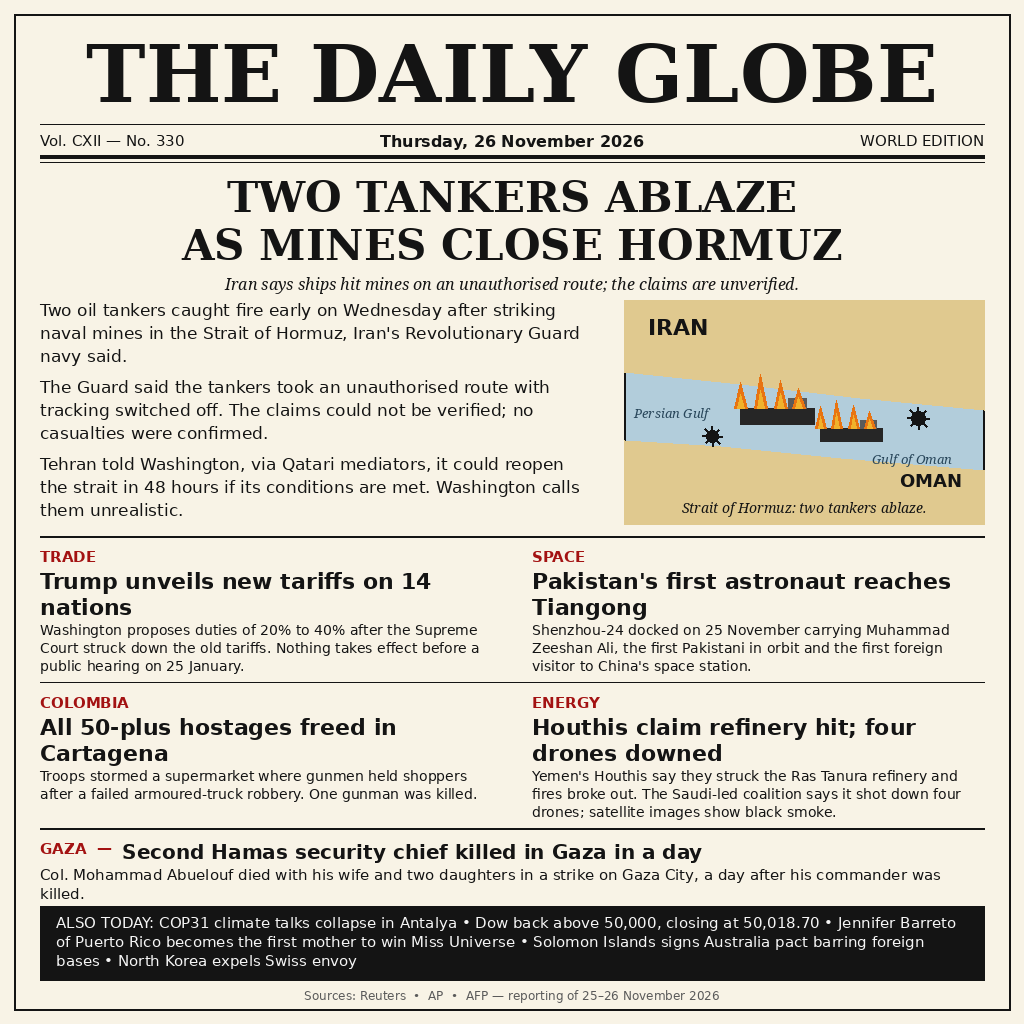 THE DAILY GLOBE
Vol. CXII — No. 330
Thursday, 26 November 2026
WORLD EDITION
TWO TANKERS ABLAZE
AS MINES CLOSE HORMUZ
Iran says ships hit mines on an unauthorised route; the claims are unverified.
Two oil tankers caught fire early on Wednesday after striking
naval mines in the Strait of Hormuz, Iran's Revolutionary Guard
navy said.
The Guard said the tankers took an unauthorised route with
tracking switched off. The claims could not be verified; no
casualties were confirmed.
Tehran told Washington, via Qatari mediators, it could reopen
the strait in 48 hours if its conditions are met. Washington calls
them unrealistic.
IRAN
Persian Gulf
Gulf of Oman
OMAN
Strait of Hormuz: two tankers ablaze.
TRADE
Trump unveils new tariffs on 14
nations
Washington proposes duties of 20% to 40% after the Supreme
Court struck down the old tariffs. Nothing takes effect before a
public hearing on 25 January.
SPACE
Pakistan's first astronaut reaches
Tiangong
Shenzhou-24 docked on 25 November carrying Muhammad
Zeeshan Ali, the first Pakistani in orbit and the first foreign
visitor to China's space station.
COLOMBIA
All 50-plus hostages freed in
Cartagena
Troops stormed a supermarket where gunmen held shoppers
after a failed armoured-truck robbery. One gunman was killed.
ENERGY
Houthis claim refinery hit; four
drones downed
Yemen's Houthis say they struck the Ras Tanura refinery and
fires broke out. The Saudi-led coalition says it shot down four
drones; satellite images show black smoke.
GAZA — Second Hamas security chief killed in Gaza in a day
Col. Mohammad Abuelouf died with his wife and two daughters in a strike on Gaza City, a day after his commander was
killed.
ALSO TODAY: COP31 climate talks collapse in Antalya • Dow back above 50,000, closing at 50,018.70 • Jennifer Barreto
of Puerto Rico becomes the first mother to win Miss Universe • Solomon Islands signs Australia pact barring foreign
bases • North Korea expels Swiss envoy
Sources: Reuters • AP • AFP — reporting of 25–26 November 2026